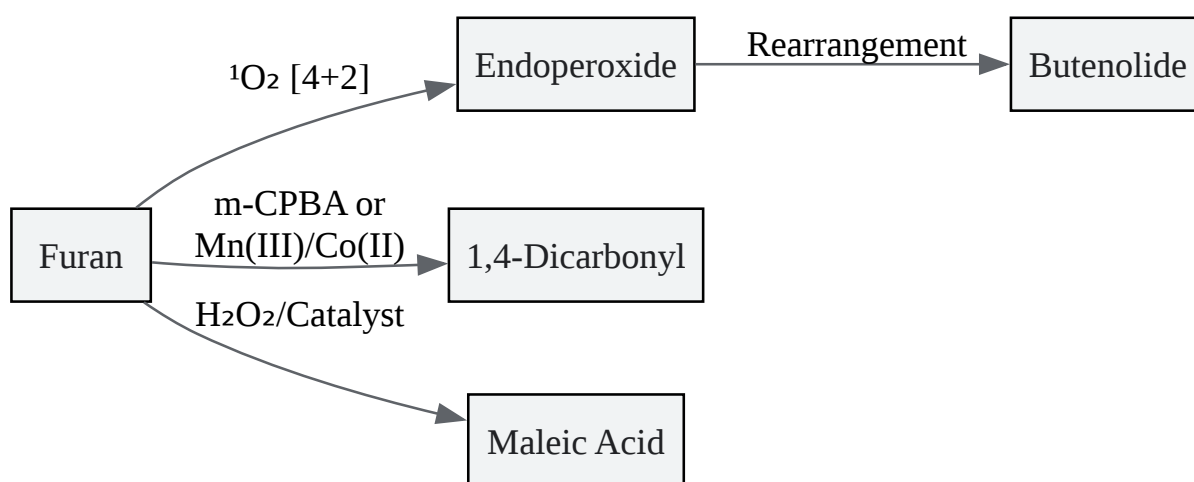 ¹O₂ [4+2]
Endoperoxide
Rearrangement
Butenolide
Furan
m-CPBA or
Mn(III)/Co(II)
1,4-Dicarbonyl
H₂O₂/Catalyst
Maleic Acid